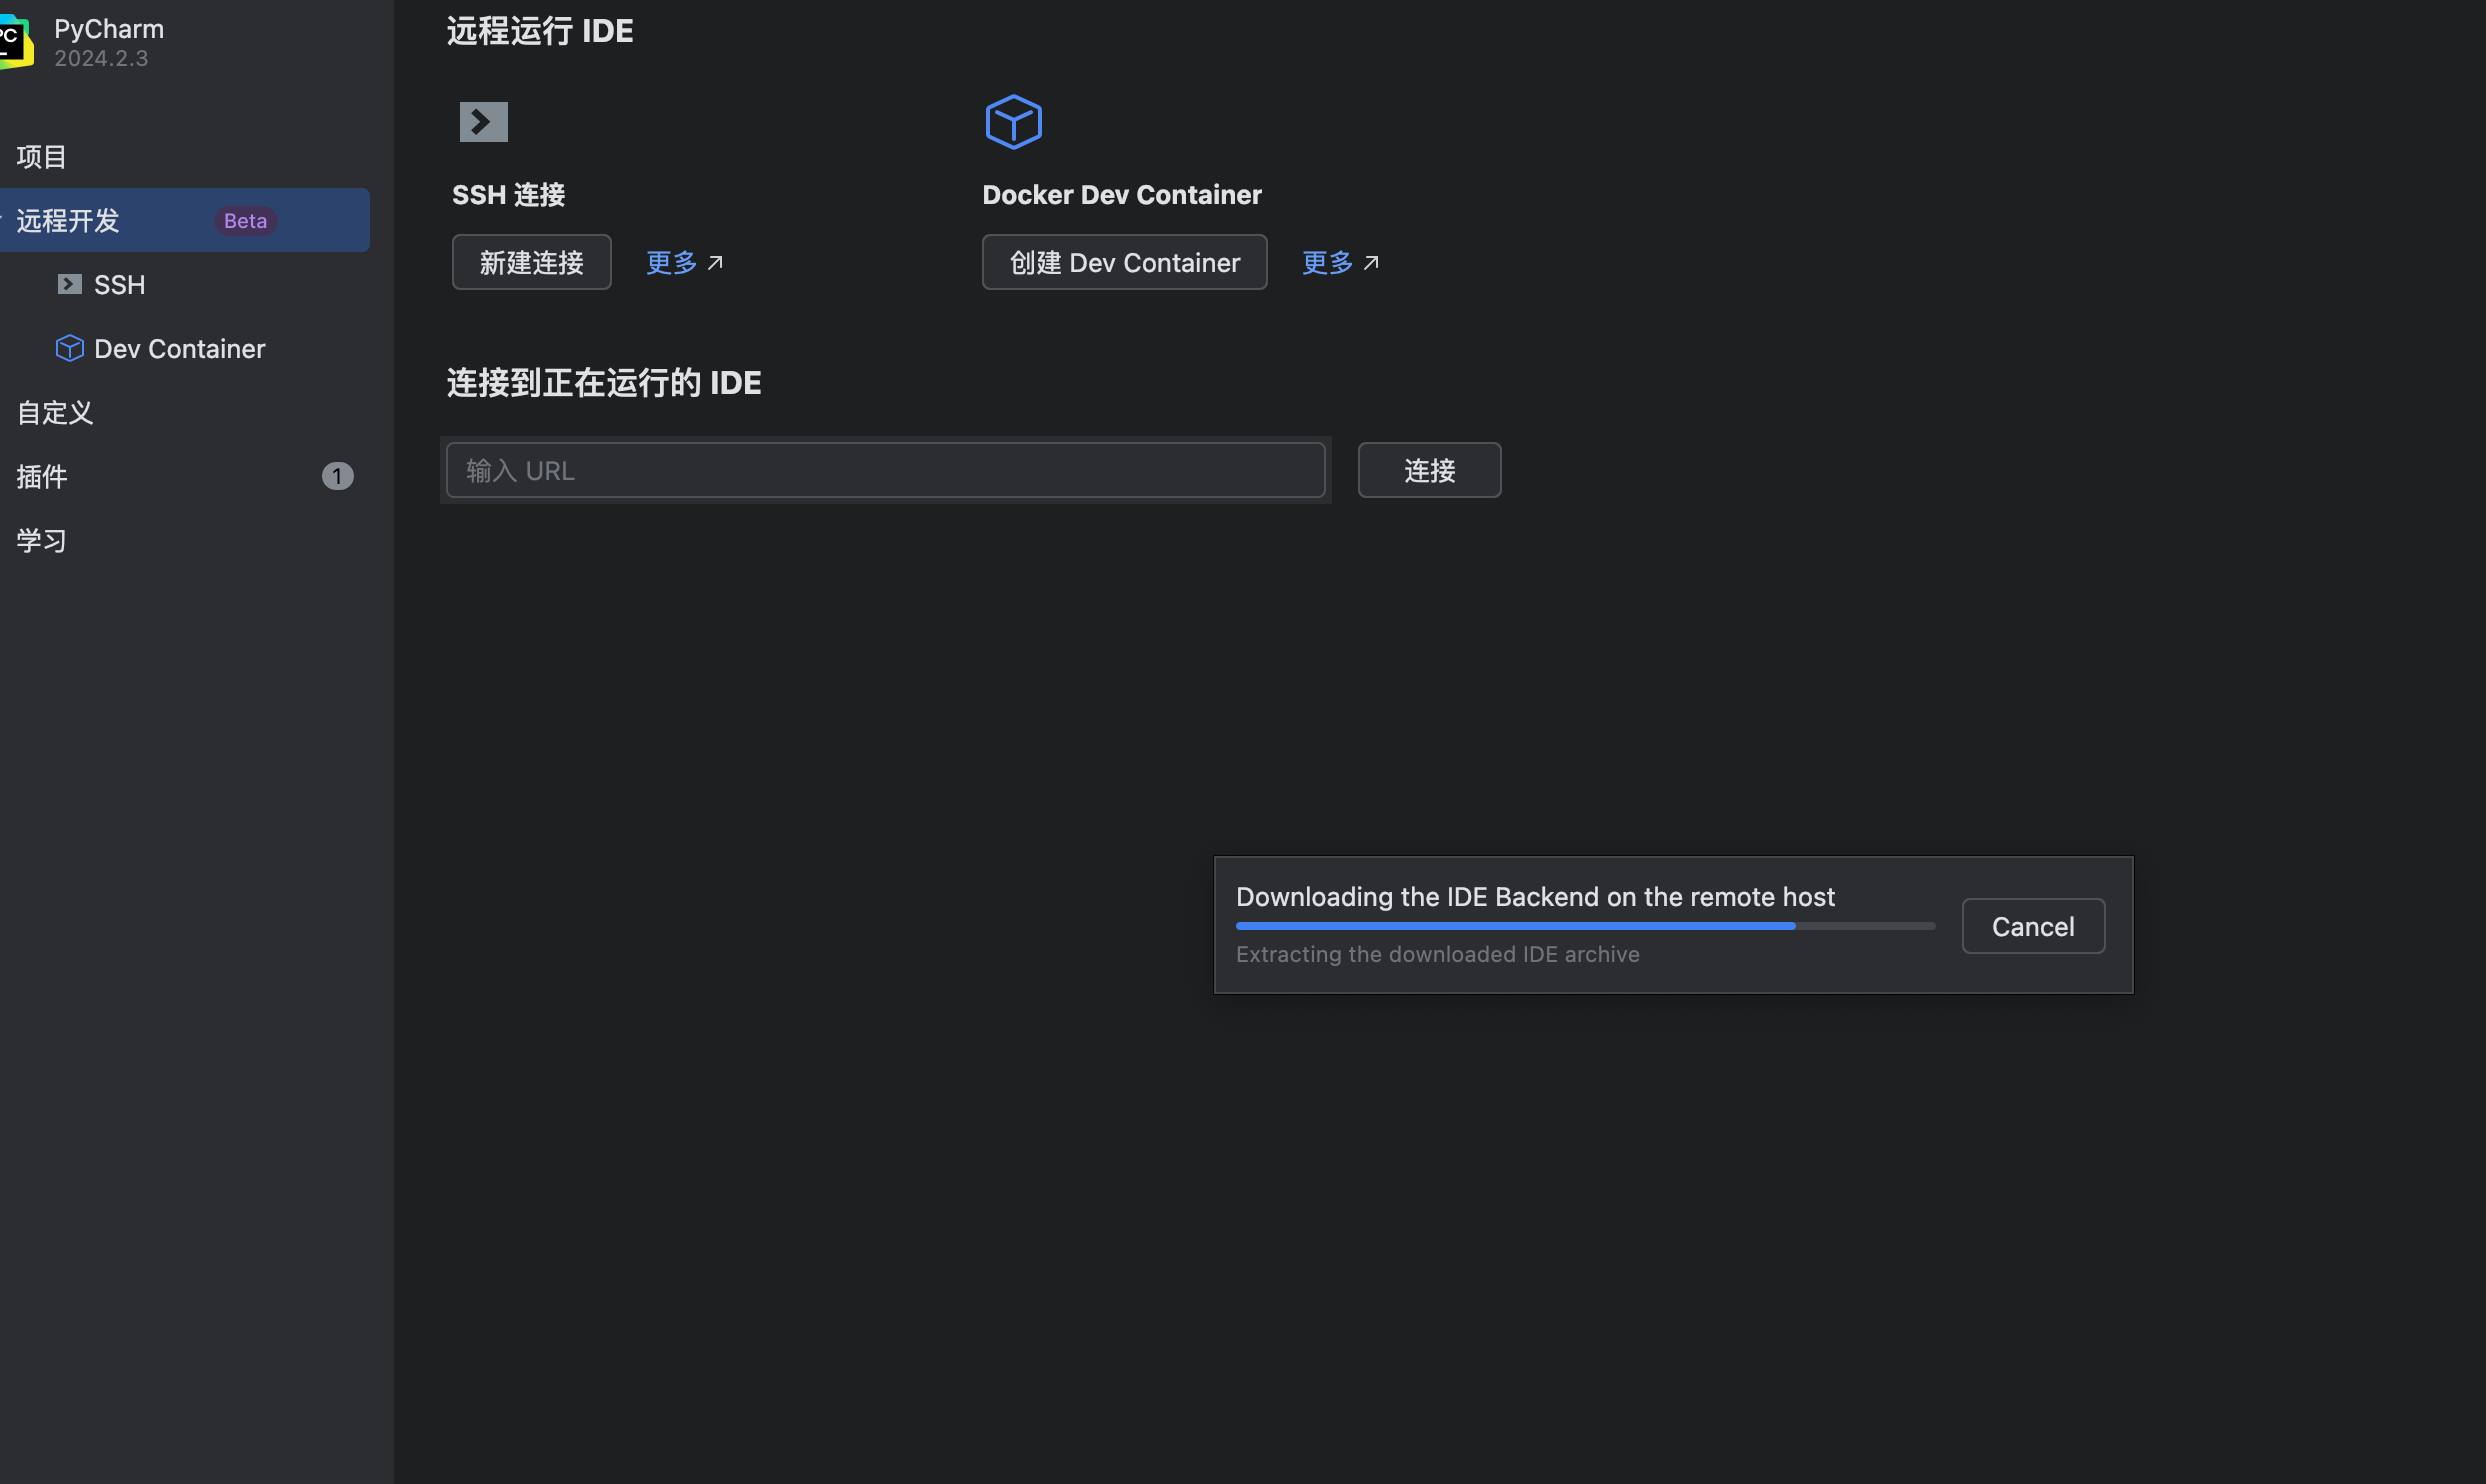 PyCharm
2024.2.3
项目
远程开发 Beta
SSH
Dev Container
自定义
插件 1
学习
远程运行 IDE
SSH 连接
新建连接 更多
Docker Dev Container
创建 Dev Container 更多
连接到正在运行的 IDE
输入 URL 连接
Downloading the IDE Backend on the remote host
Extracting the downloaded IDE archive
Cancel